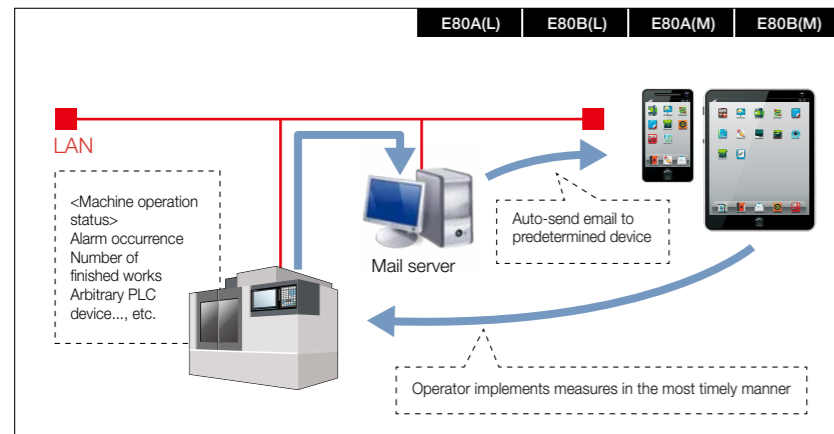 E80A(L) E80B(L) E80A(M) E80B(M)
LAN
<Machine operation
status>
Alarm occurrence
Number of
finished works
Arbitrary PLC
device..., etc.
Mail server
Auto-send email to
predetermined device
Operator implements measures in the most timely manner